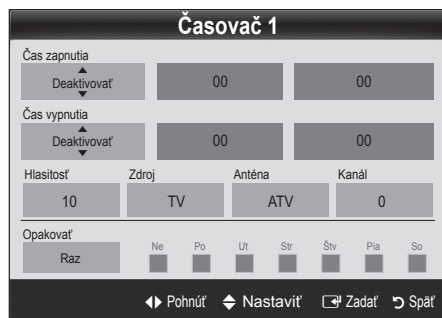 Časovač 1
Čas zapnutia
Deaktivovať 00 00
Čas vypnutia
Deaktivovať 00 00
Hlasitosť Zdroj Anténa Kanál
10 TV ATV 0
Opakovať
Ne Po Ut Str Štv Pia So
Raz
Pohnúť Nastaviť Zadať Späť